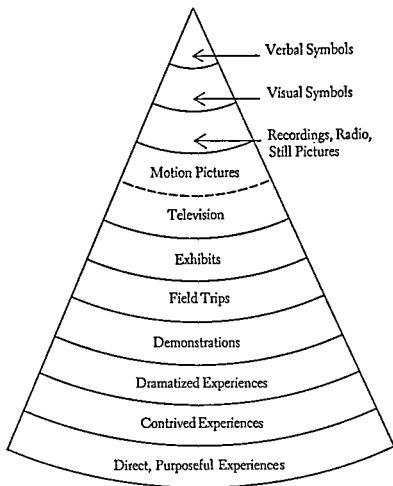 Verbal Symbols
Visual Symbols
Recordings, Radio,
Still Pictures
Motion Pictures
Television
Exhibits
Field Trips
Demonstrations
Dramatized Experiences
Contrived Experiences
Direct, Purposeful Experiences